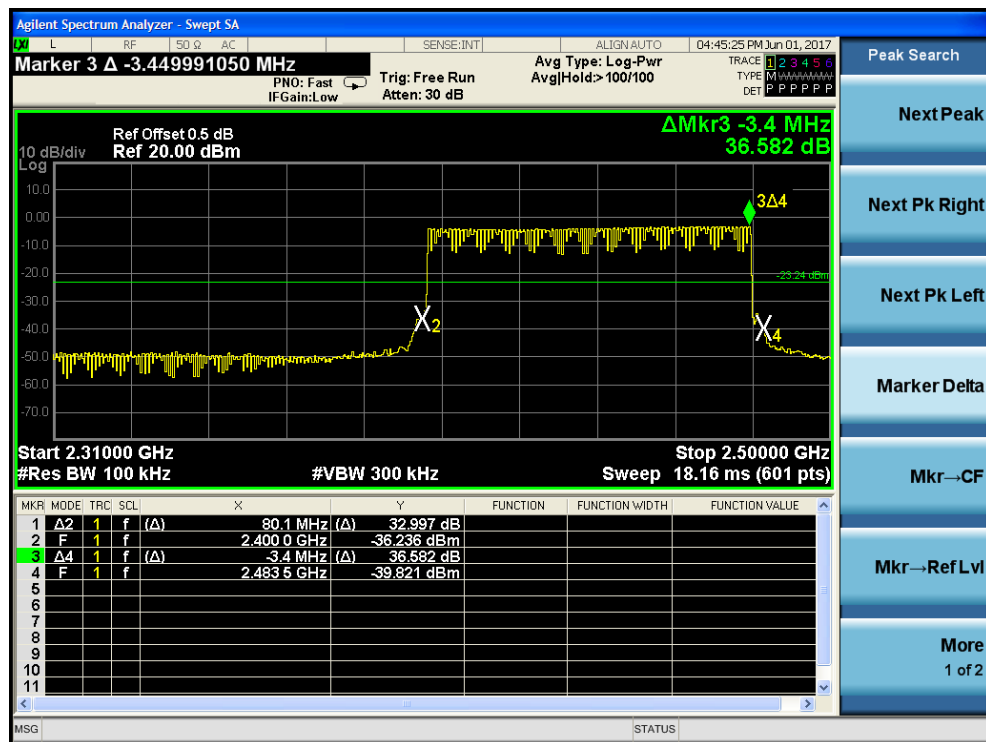 Agilent Spectrum Analyzer - Swept SA
LXI L RF 50 Ω AC SENSE:INT ALIGN AUTO 04:45:25 PM Jun 01, 2017
Marker 3 Δ -3.449991050 MHz
PNO: Fast
IFGain:Low
Trig: Free Run
Atten: 30 dB
Avg Type: Log-Pwr
Avg|Hold:> 100/100
TRACE 1 2 3 4 5 6
TYPE M WWWWW
DET P P P P P P
Peak Search
Next Peak
Next Pk Right
Next Pk Left
Marker Delta
Mkr→CF
Mkr→Ref Lvl
More
1 of 2
ΔMkr3 -3.4 MHz
36.582 dB
Ref Offset 0.5 dB
10 dB/div Ref 20.00 dBm
Log
10.0
0.00
-10.0
-20.0
-30.0
-40.0
-50.0
-60.0
-70.0
3Δ4
-23.24 dBm
2
4
Start 2.31000 GHz Stop 2.50000 GHz
#Res BW 100 kHz #VBW 300 kHz Sweep 18.16 ms (601 pts)
MKR MODE TRC SCL X Y FUNCTION FUNCTION WIDTH FUNCTION VALUE
1 Δ2 1 f (Δ) 80.1 MHz (Δ) 32.997 dB
2 F 1 f 2.400 0 GHz -36.236 dBm
3 Δ4 1 f (Δ) -3.4 MHz (Δ) 36.582 dB
4 F 1 f 2.483 5 GHz -39.821 dBm
5
6
7
8
9
10
11
MSG STATUS